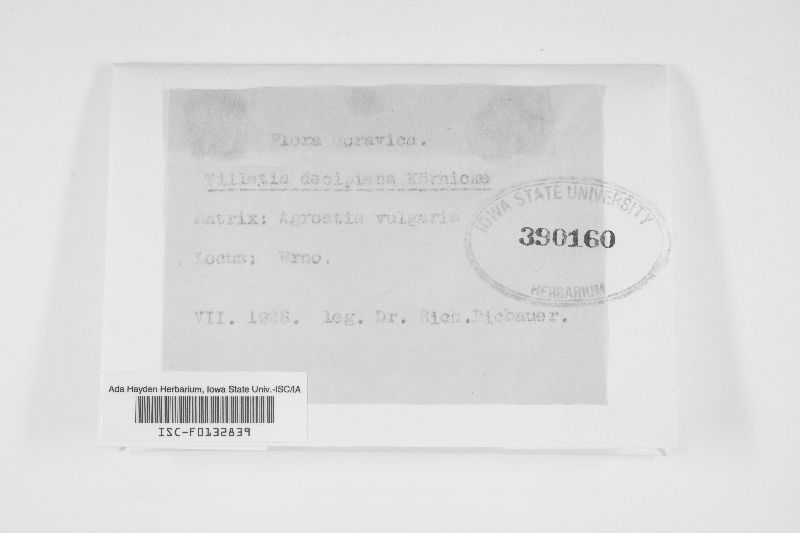 Flora Moravica.
Tilletia decipiens Körnicke
Matrix: Agrostis vulgaris
Locus: Brno.
VII. 1926. leg. Dr. Rich.Picbauer.
IOWA STATE UNIVERSITY
390160
HERBARIUM
Ada Hayden Herbarium, Iowa State Univ.-ISC/IA
ISC-F0132839